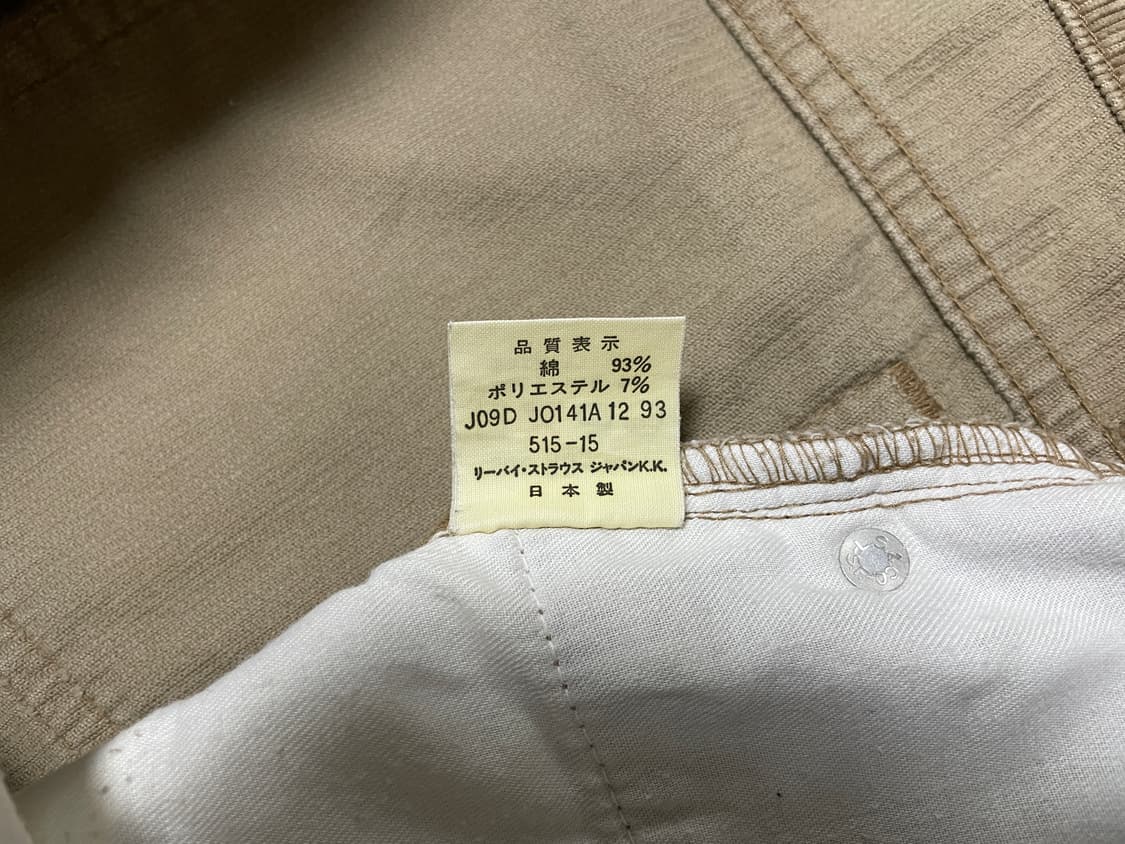 品質表示
綿 93%
ポリエステル 7%
J09D J0141A 12 93
515-15
リーバイ・ストラウス ジャパンK.K.
日本製